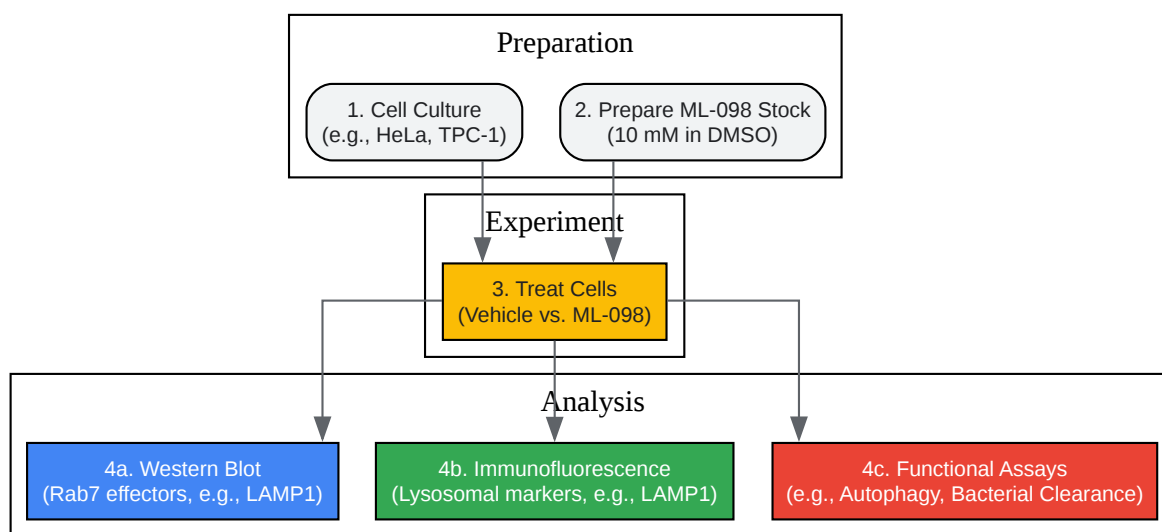 Preparation
1. Cell Culture
(e.g., HeLa, TPC-1)
2. Prepare ML-098 Stock
(10 mM in DMSO)
Experiment
3. Treat Cells
(Vehicle vs. ML-098)
Analysis
4a. Western Blot
(Rab7 effectors, e.g., LAMP1)
4b. Immunofluorescence
(Lysosomal markers, e.g., LAMP1)
4c. Functional Assays
(e.g., Autophagy, Bacterial Clearance)